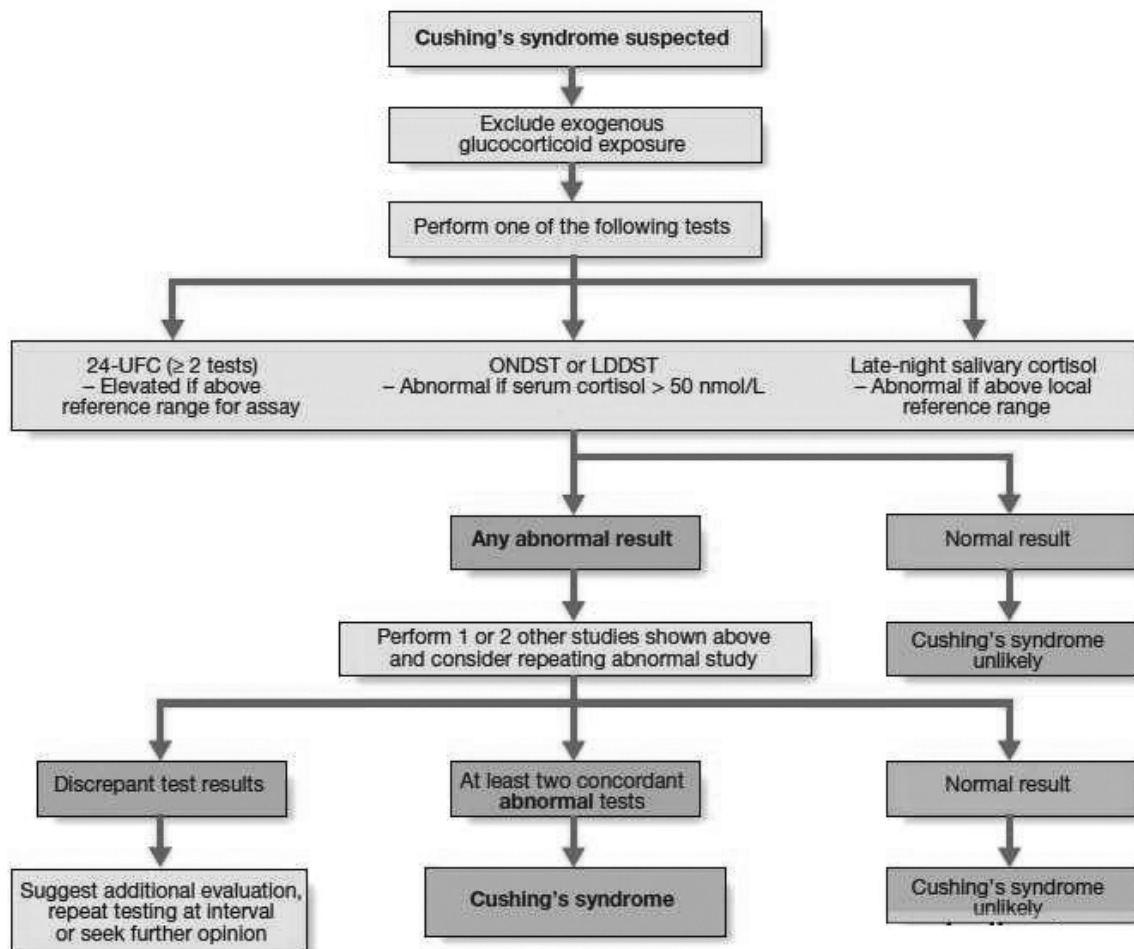 Cushing's syndrome suspected
Exclude exogenous
glucocorticoid exposure
Perform one of the following tests
24-UFC (≥ 2 tests)
– Elevated if above
reference range for assay
ONDST or LDDST
– Abnormal if serum cortisol > 50 nmol/L
Late-night salivary cortisol
– Abnormal if above local
reference range
Any abnormal result
Normal result
Perform 1 or 2 other studies shown above
and consider repeating abnormal study
Cushing's syndrome
unlikely
Discrepant test results
At least two concordant
abnormal tests
Normal result
Suggest additional evaluation,
repeat testing at interval
or seek further opinion
Cushing's syndrome
Cushing's syndrome
unlikely